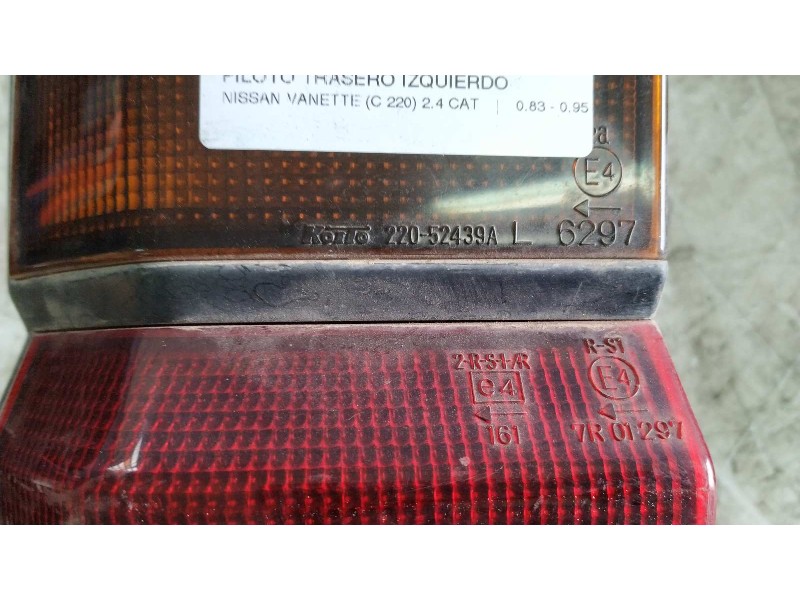 PILOTO TRASERO IZQUIERDO
NISSAN VANETTE (C 220) 2.4 CAT | 0.83 - 0.95
E4
KOITO 220-52439A L 6297
2-R-S-I-/R
e4
161
R-S1
E4
7R 01297